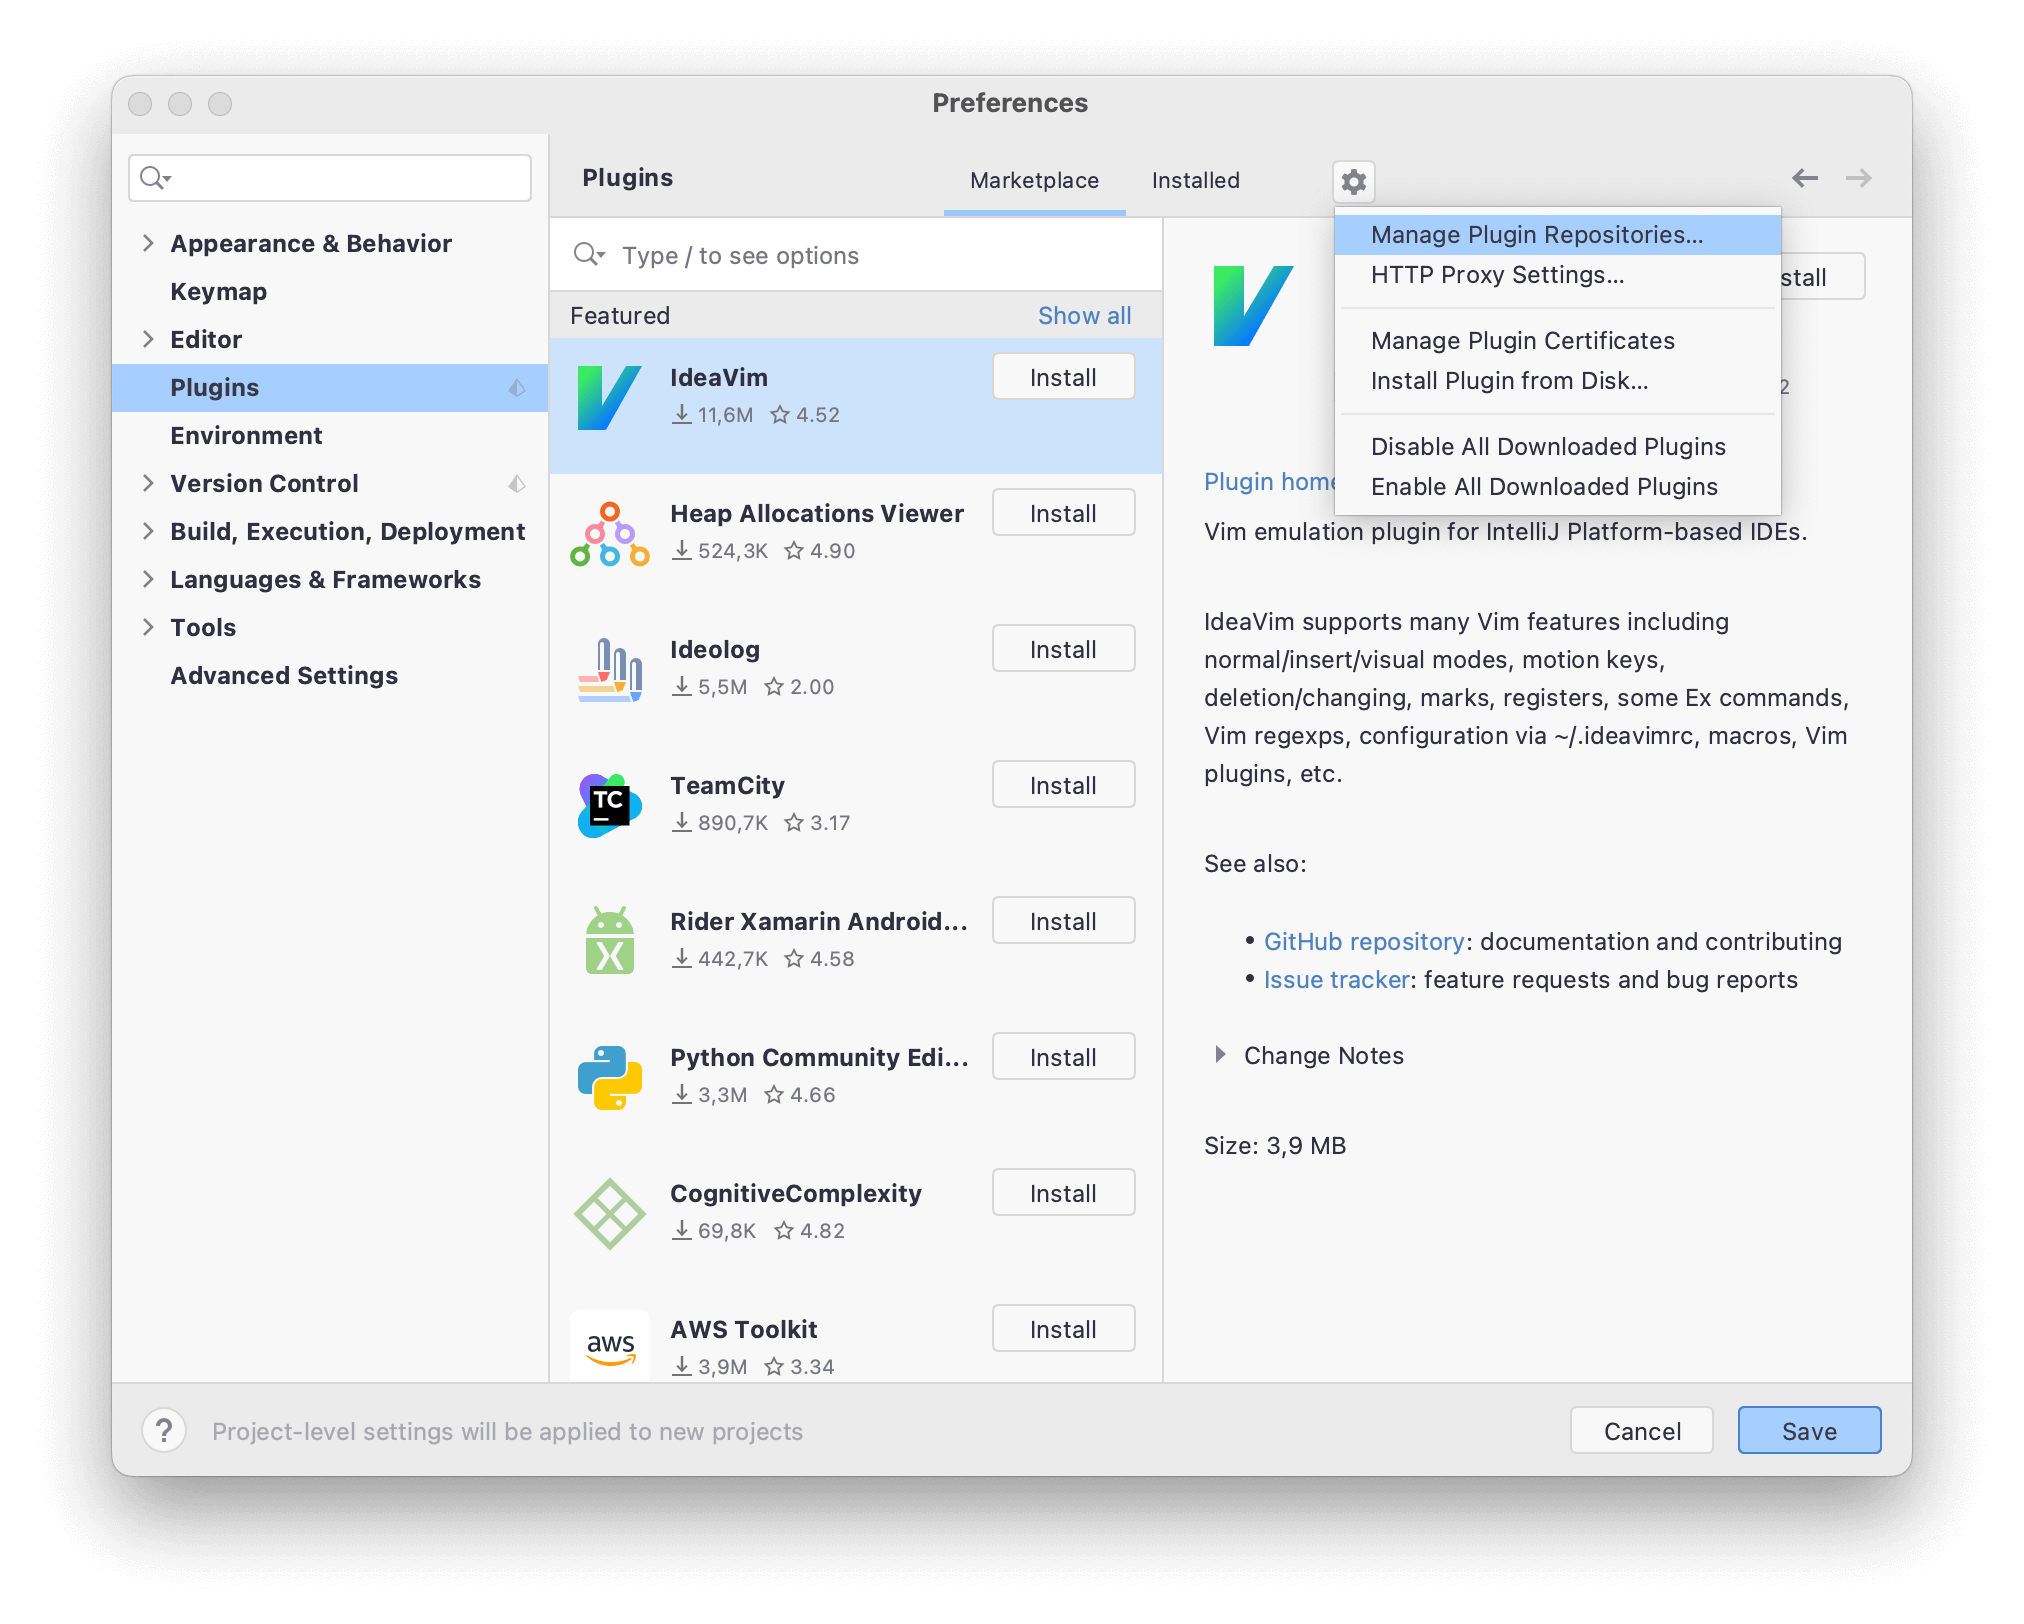 Preferences
Appearance & Behavior
Keymap
Editor
Plugins
Environment
Version Control
Build, Execution, Deployment
Languages & Frameworks
Tools
Advanced Settings
Plugins
Marketplace
Installed
Type / to see options
Featured
Show all
IdeaVim
Install
11,6M 4.52
Heap Allocations Viewer
Install
524,3K 4.90
Ideolog
Install
5,5M 2.00
TC
TeamCity
Install
890,7K 3.17
X
Rider Xamarin Android...
Install
442,7K 4.58
Python Community Edi...
Install
3,3M 4.66
CognitiveComplexity
Install
69,8K 4.82
aws
AWS Toolkit
Install
3,9M 3.34
Manage Plugin Repositories...
HTTP Proxy Settings...
Manage Plugin Certificates
Install Plugin from Disk...
Disable All Downloaded Plugins
Enable All Downloaded Plugins
Plugin home
Vim emulation plugin for IntelliJ Platform-based IDEs.
IdeaVim supports many Vim features including
normal/insert/visual modes, motion keys,
deletion/changing, marks, registers, some Ex commands,
Vim regexps, configuration via ~/.ideavimrc, macros, Vim
plugins, etc.
See also:
• GitHub repository: documentation and contributing
• Issue tracker: feature requests and bug reports
Change Notes
Size: 3,9 MB
?
Project-level settings will be applied to new projects
Cancel
Save